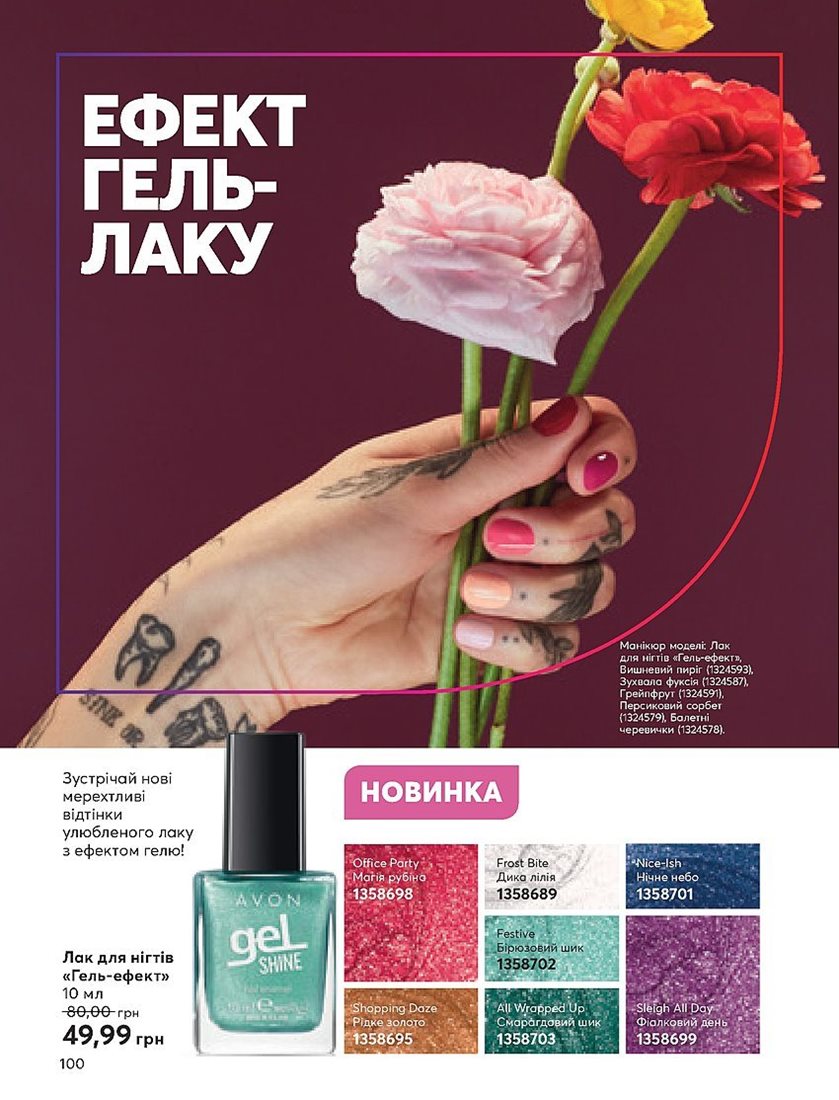 ЕФЕКТ
ГЕЛЬ-
ЛАКУ
SINE OR
Манікюр моделі: Лак
для нігтів «Гель-ефект»,
Вишневий пиріг (1324593),
Зухвала фуксія (1324587),
Грейпфрут (1324591),
Персиковий сорбет
(1324579), Балетні
черевички (1324578).
Зустрічай нові
мерехтливі
відтінки
улюбленого лаку
з ефектом гелю!
AVON
gel
SHINE
nail enamel
Лак для нігтів
«Гель-ефект»
10 мл
80,00 грн
49,99 грн
НОВИНКА
Office Party
Магія рубіна
1358698
Frost Bite
Дика лілія
1358689
Nice-Ish
Нічне небо
1358701
Festive
Бірюзовий шик
1358702
Shopping Daze
Рідке золото
1358695
All Wrapped Up
Смарагдовий шик
1358703
Sleigh All Day
Фіалковий день
1358699
100